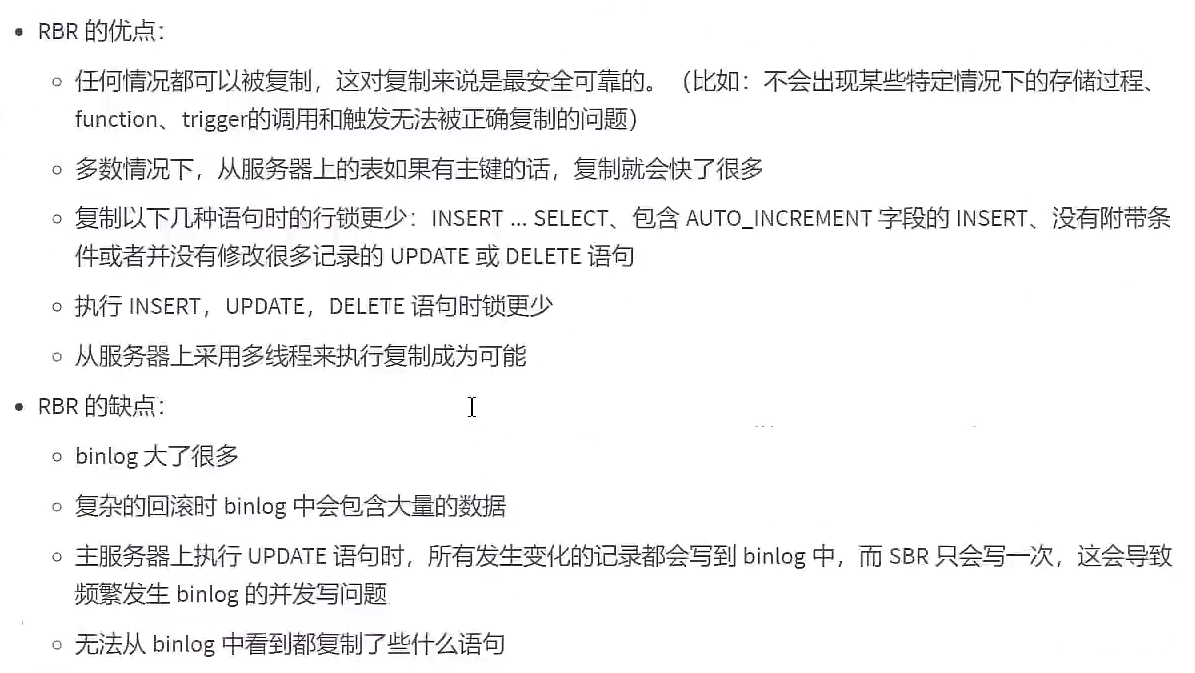 RBR 的优点：
任何情况都可以被复制，这对复制来说是最安全可靠的。（比如：不会出现某些特定情况下的存储过程、
function、trigger的调用和触发无法被正确复制的问题）
多数情况下，从服务器上的表如果有主键的话，复制就会快了很多
复制以下几种语句时的行锁更少：INSERT ... SELECT、包含 AUTO_INCREMENT 字段的 INSERT、没有附带条
件或者并没有修改很多记录的 UPDATE 或 DELETE 语句
执行 INSERT，UPDATE，DELETE 语句时锁更少
从服务器上采用多线程来执行复制成为可能
RBR 的缺点：
binlog 大了很多
复杂的回滚时 binlog 中会包含大量的数据
主服务器上执行 UPDATE 语句时，所有发生变化的记录都会写到 binlog 中，而 SBR 只会写一次，这会导致
频繁发生 binlog 的并发写问题
无法从 binlog 中看到都复制了些什么语句